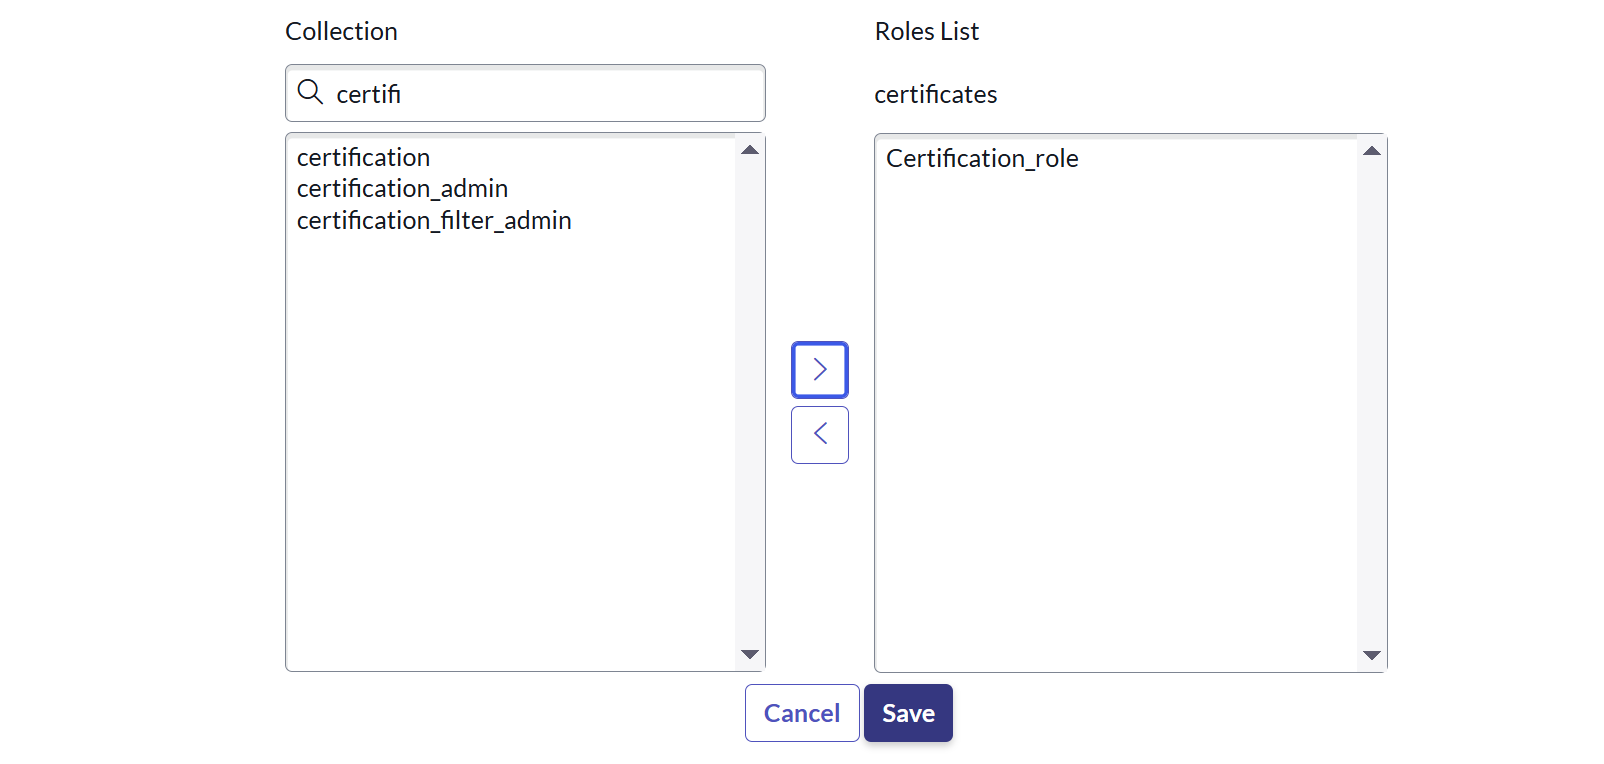 Collection
certifi
certification
certification_admin
certification_filter_admin
Roles List
certificates
Certification_role
Cancel
Save